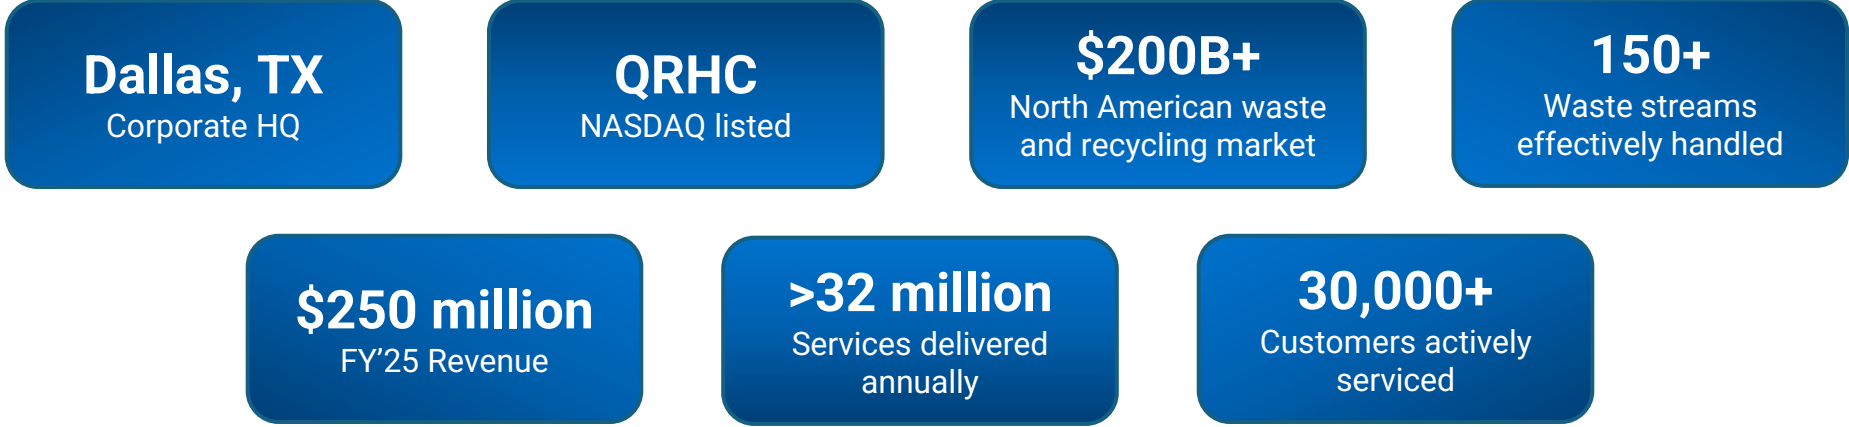 Dallas, TX
Corporate HQ
QRHC
NASDAQ listed
$200B+
North American waste
and recycling market
150+
Waste streams
effectively handled
$250 million
FY’25 Revenue
>32 million
Services delivered
annually
30,000+
Customers actively
serviced